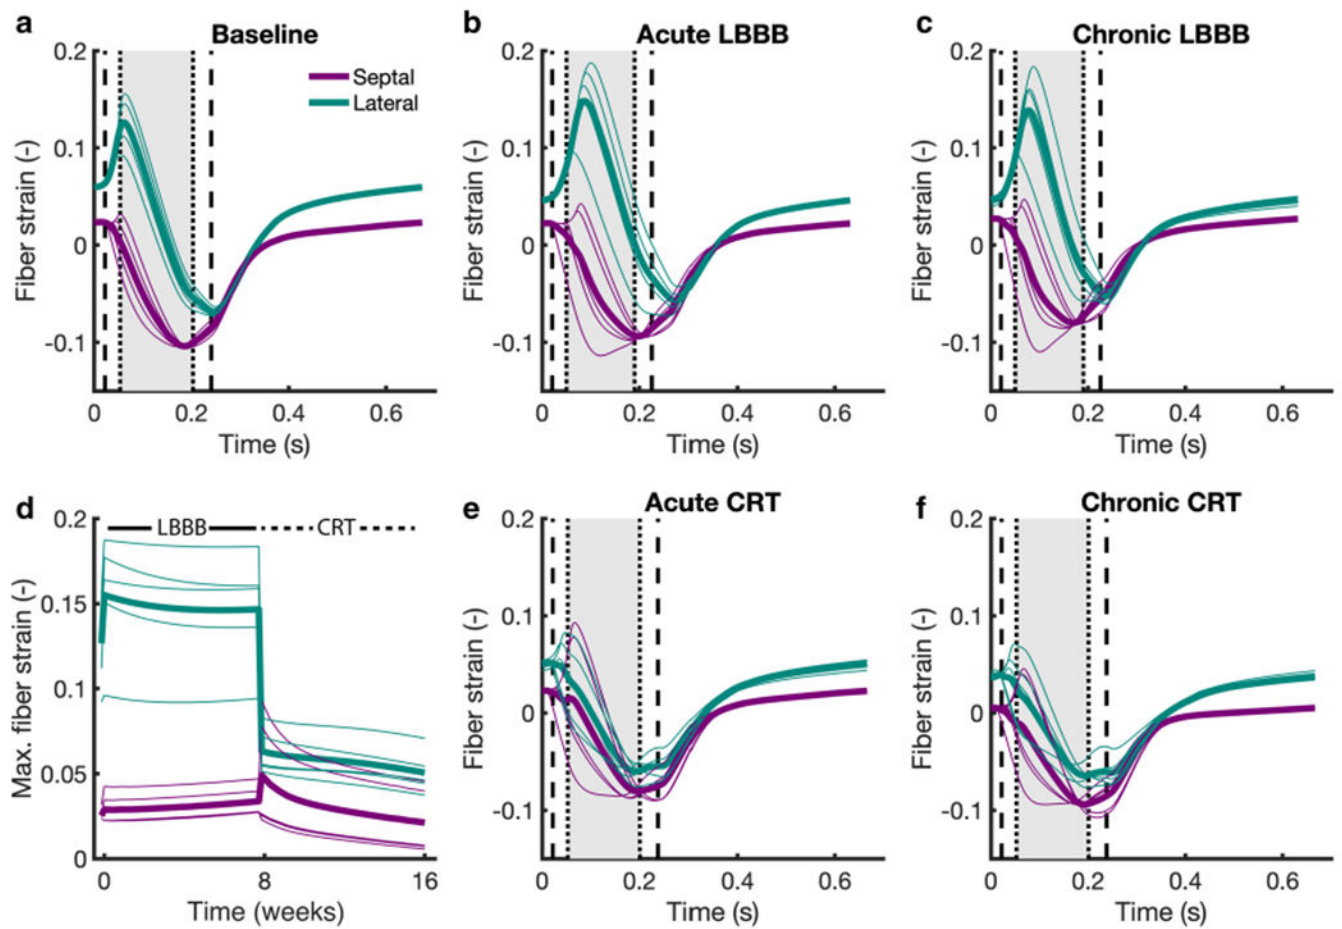 a Baseline
Septal
Lateral
Fiber strain (-)
0.2
0.1
0
-0.1
0 0.2 0.4 0.6
Time (s)
b Acute LBBB
Fiber strain (-)
0.2
0.1
0
-0.1
0 0.2 0.4 0.6
Time (s)
c Chronic LBBB
Fiber strain (-)
0.2
0.1
0
-0.1
0 0.2 0.4 0.6
Time (s)
d
LBBB CRT
Max. fiber strain (-)
0.2
0.15
0.1
0.05
0
0 8 16
Time (weeks)
e Acute CRT
Fiber strain (-)
0.2
0.1
0
-0.1
0 0.2 0.4 0.6
Time (s)
f Chronic CRT
Fiber strain (-)
0.2
0.1
0
-0.1
0 0.2 0.4 0.6
Time (s)